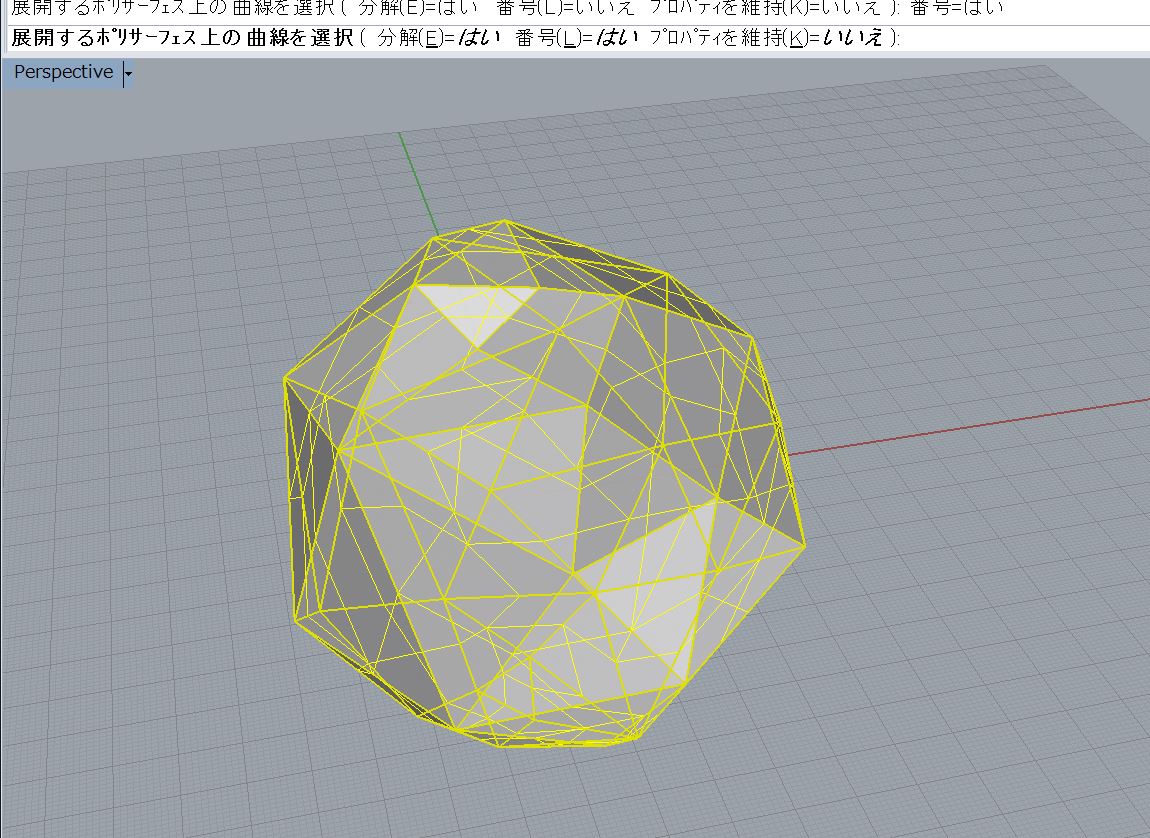 展開するポリサーフェス上の曲線を選択 ( 分解(E)=はい 番号(L)=いいえ プロパティを維持(K)=いいえ ): 番号=はい
展開するポリサーフェス上の曲線を選択 ( 分解(E)=はい 番号(L)=はい プロパティを維持(K)=いいえ ):
Perspective